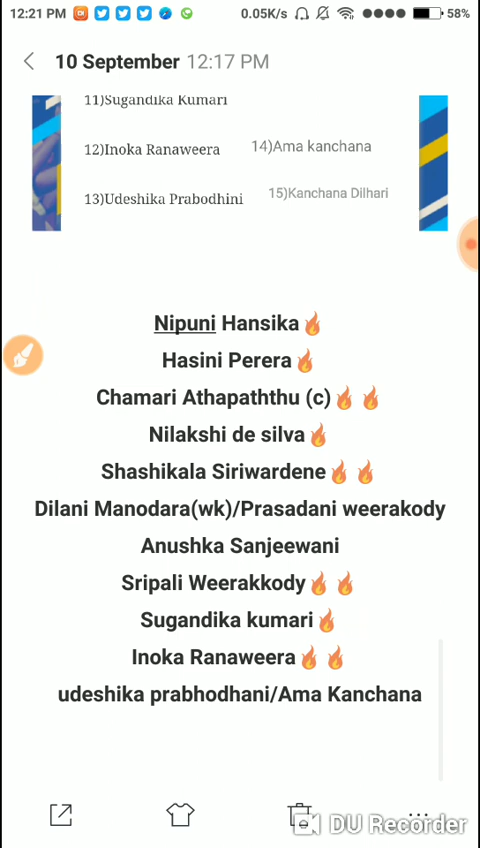 12:21 PM 0.05K/s 58%
10 September 12:17 PM
11)Sugandika Kumari
12)Inoka Ranaweera 14)Ama kanchana
13)Udeshika Prabodhini 15)Kanchana Dilhari
Nipuni Hansika🔥
Hasini Perera🔥
Chamari Athapaththu (c)🔥 🔥
Nilakshi de silva🔥
Shashikala Siriwardene🔥 🔥
Dilani Manodara(wk)/Prasadani weerakody
Anushka Sanjeewani
Sripali Weerakkody🔥 🔥
Sugandika kumari🔥
Inoka Ranaweera🔥 🔥
udeshika prabhodhani/Ama Kanchana
DU Recorder